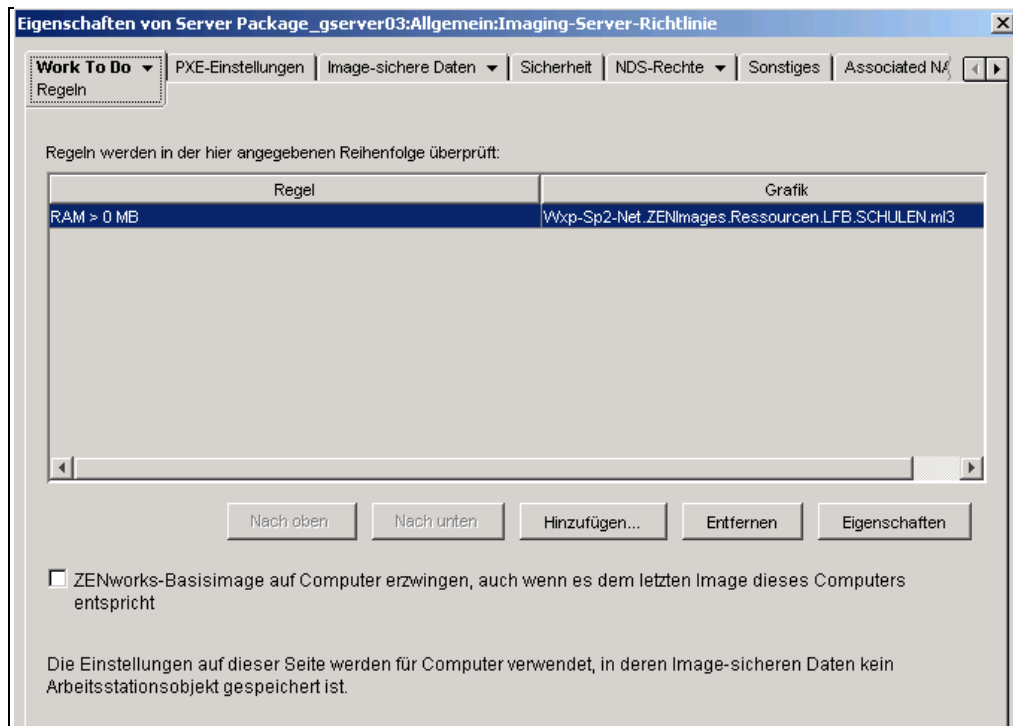 Eigenschaften von Server Package_gserver03:Allgemein:Imaging-Server-Richtlinie
Work To Do PXE-Einstellungen Image-sichere Daten Sicherheit NDS-Rechte Sonstiges Associated NA
Regeln
Regeln werden in der hier angegebenen Reihenfolge überprüft:
Regel Grafik
RAM > 0 MB Wxp-Sp2-Net.ZENImages.Ressourcen.LFB.SCHULEN.ml3
Nach oben Nach unten Hinzufügen... Entfernen Eigenschaften
ZENworks-Basisimage auf Computer erzwingen, auch wenn es dem letzten Image dieses Computers
entspricht
Die Einstellungen auf dieser Seite werden für Computer verwendet, in deren Image-sicheren Daten kein
Arbeitsstationsobjekt gespeichert ist.